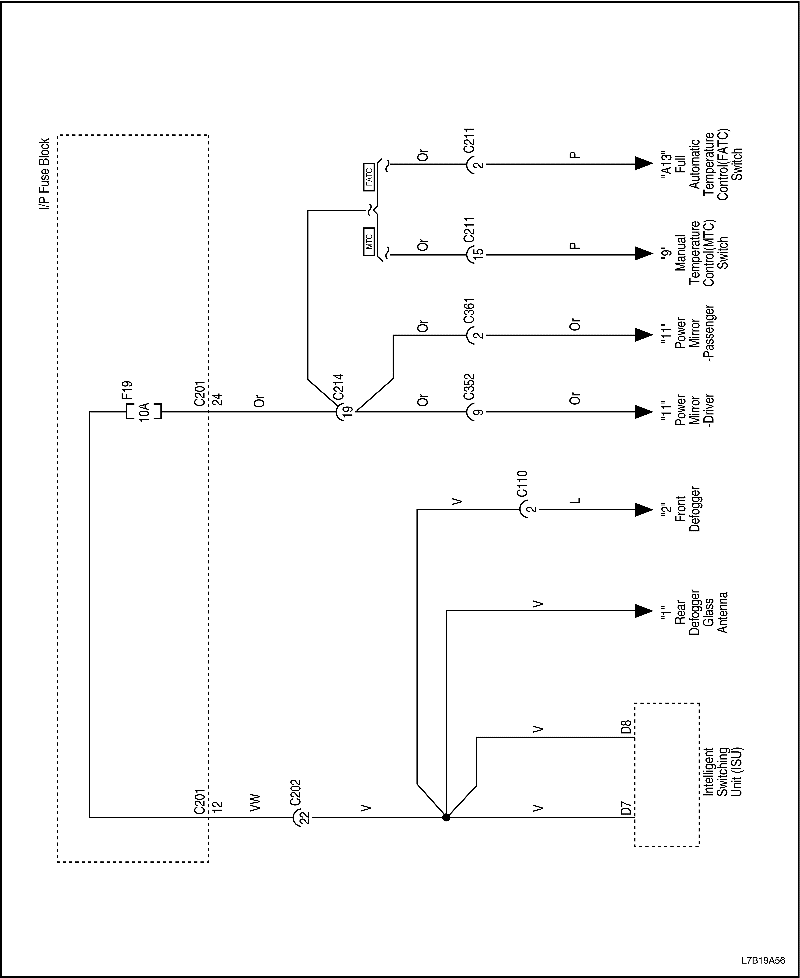 I/P Fuse Block
C201
12
VW
C202
22
V
F19
10A
C201
24
Or
C214
19
MTC
FATC
V
D7
V
D8
Intelligent
Switching
Unit (ISU)
V
"1"
Rear
Defogger
Glass
Antenna
V
C110
2
L
"2"
Front
Defogger
Or
C352
9
Or
"11"
Power
Mirror
-Driver
Or
C361
2
Or
"11"
Power
Mirror
-Passenger
Or
C211
15
P
"9"
Manual
Temperature
Control(MTC)
Switch
Or
C211
2
P
"A13"
Full
Automatic
Temperature
Control(FATC)
Switch
L7B19A56